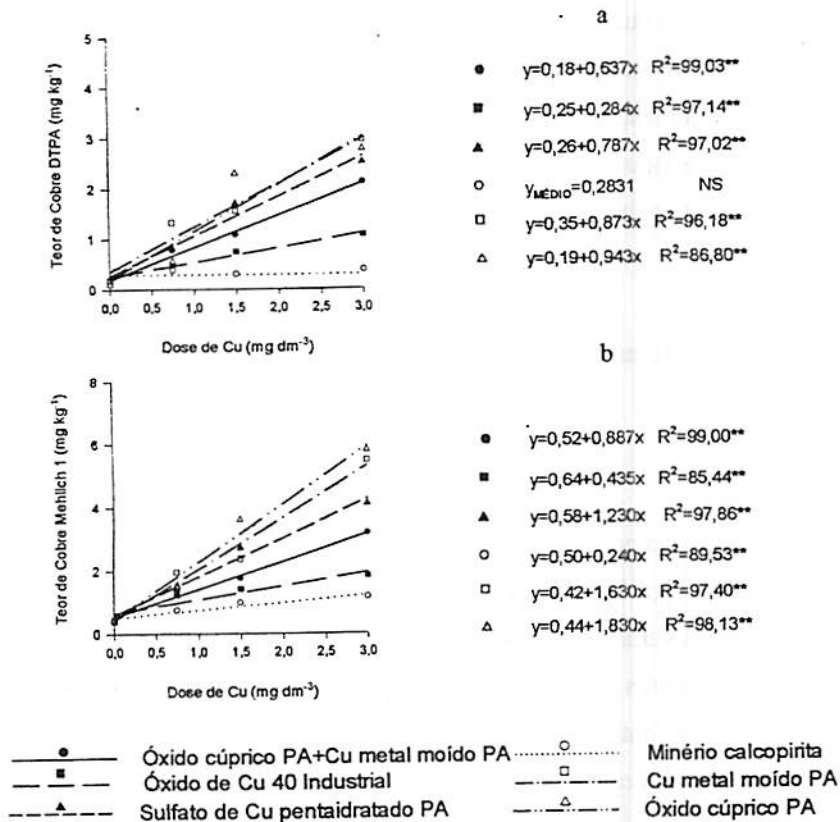 a
5
4
3
2
1
0
Teor de Cobre DTPA (mg kg⁻¹)
0,0 0,5 1,0 1,5 2,0 2,5 3,0
Dose de Cu (mg dm⁻³)
y=0,18+0,637x R²=99,03**
y=0,25+0,284x R²=97,14**
y=0,26+0,787x R²=97,02**
yMÉDIO=0,2831 NS
y=0,35+0,873x R²=96,18**
y=0,19+0,943x R²=86,80**
b
8
6
4
2
0
Teor de Cobre Mehlich 1 (mg kg⁻¹)
0,0 0,5 1,0 1,5 2,0 2,5 3,0
Dose de Cu (mg dm⁻³)
y=0,52+0,887x R²=99,00**
y=0,64+0,435x R²=85,44**
y=0,58+1,230x R²=97,86**
y=0,50+0,240x R²=89,53**
y=0,42+1,630x R²=97,40**
y=0,44+1,830x R²=98,13**
Óxido cúprico PA+Cu metal moído PA
Óxido de Cu 40 Industrial
Sulfato de Cu pentaidratado PA
Minério calcopirita
Cu metal moído PA
Óxido cúprico PA